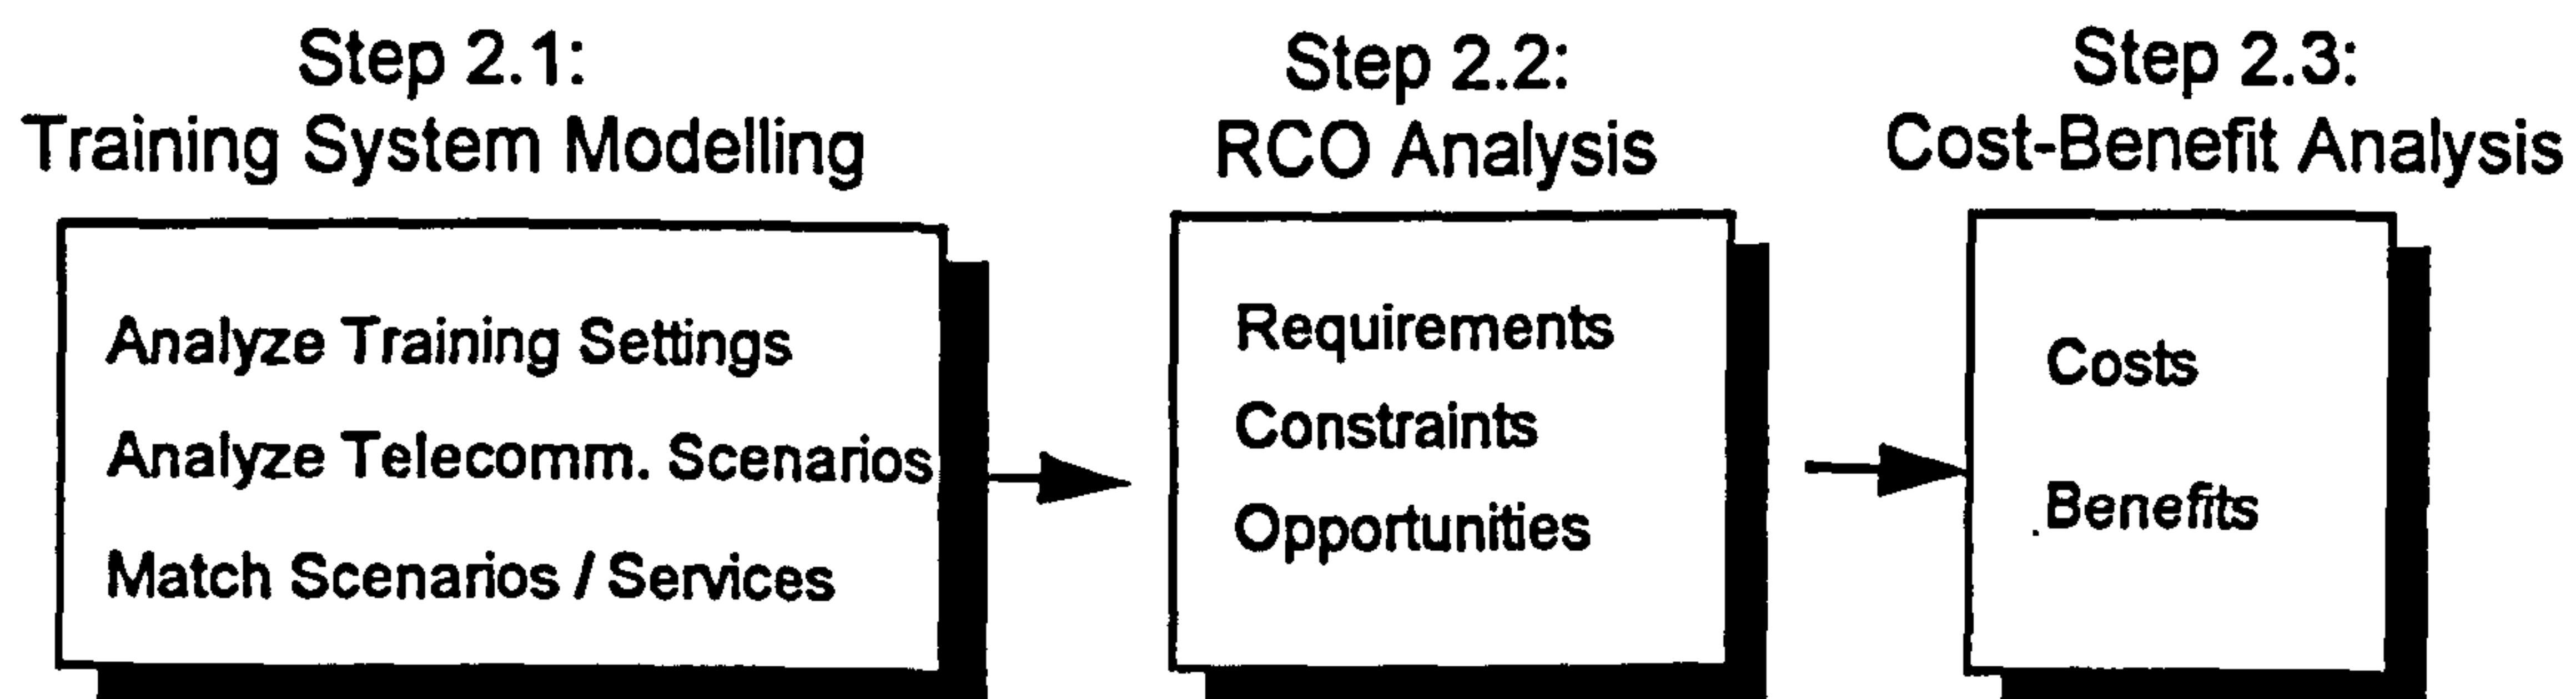 Step 2.1:
Training System Modelling
Analyze Training Settings
Analyze Telecomm. Scenarios
Match Scenarios / Services
Step 2.2:
RCO Analysis
Requirements
Constraints
Opportunities
Step 2.3:
Cost-Benefit Analysis
Costs
Benefits